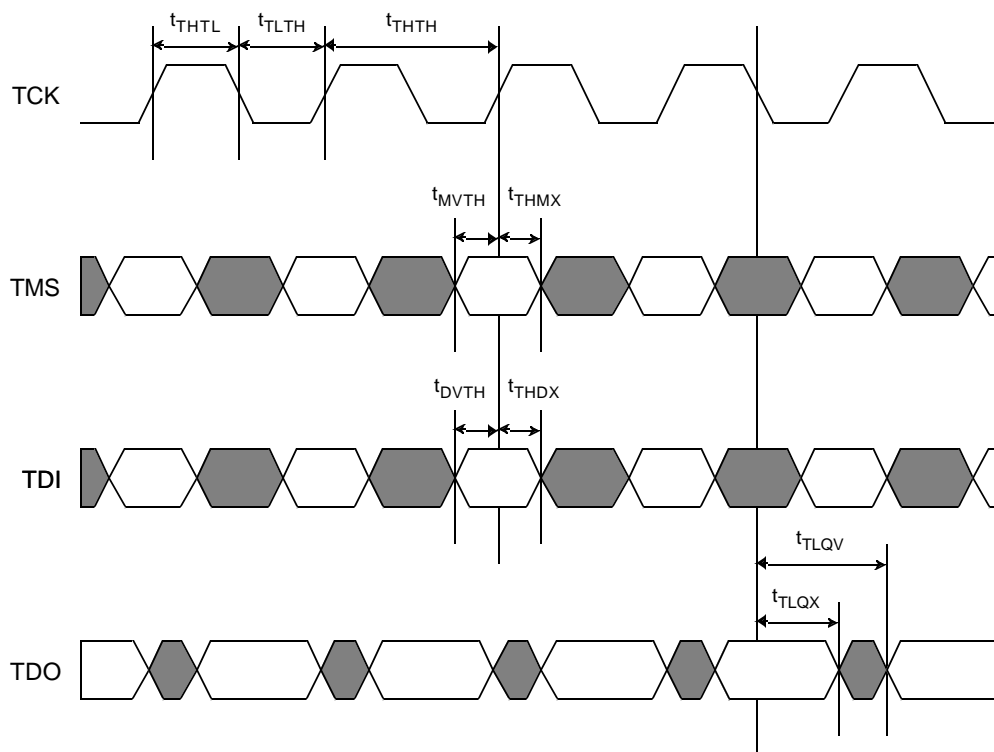 tTHTL tTLTH tTHTH
TCK
tMVTH tTHMX
TMS
tDVTH tTHDX
TDI
tTLQV
tTLQX
TDO